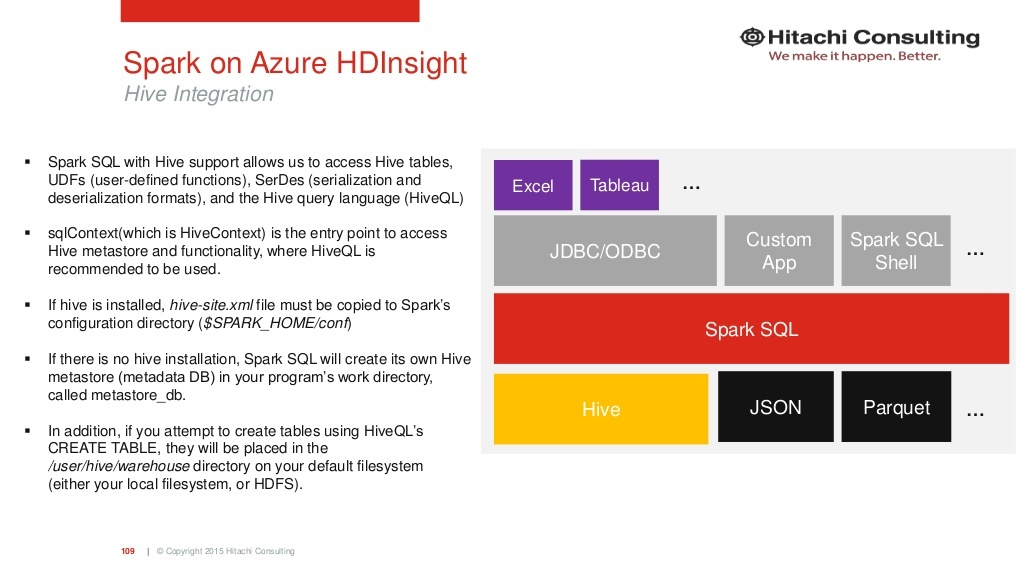 Hitachi Consulting
We make it happen. Better.
Spark on Azure HDInsight
Hive Integration
▪ Spark SQL with Hive support allows us to access Hive tables,
UDFs (user-defined functions), SerDes (serialization and
deserialization formats), and the Hive query language (HiveQL)
▪ sqlContext(which is HiveContext) is the entry point to access
Hive metastore and functionality, where HiveQL is
recommended to be used.
▪ If hive is installed, hive-site.xml file must be copied to Spark's
configuration directory ($SPARK_HOME/conf)
▪ If there is no hive installation, Spark SQL will create its own Hive
metastore (metadata DB) in your program's work directory,
called metastore_db.
▪ In addition, if you attempt to create tables using HiveQL's
CREATE TABLE, they will be placed in the
/user/hive/warehouse directory on your default filesystem
(either your local filesystem, or HDFS).
Excel
Tableau
...
JDBC/ODBC
Custom
App
Spark SQL
Shell
...
Spark SQL
Hive
JSON
Parquet
...
109 | © Copyright 2015 Hitachi Consulting